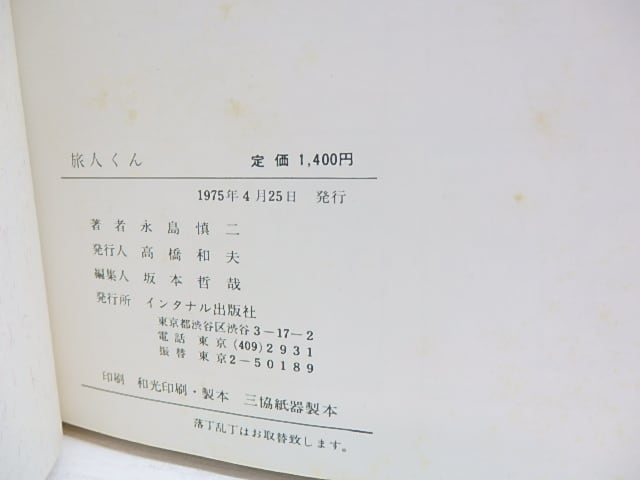 旅人くん 定価 1,400円
1975年4月25日 発行
著者 永島慎二
発行人 高橋和夫
編集人 坂本哲哉
発行所 インタナル出版社
東京都渋谷区渋谷3-17-2
電話 東京(409)2931
振替 東京2-50189
印刷 和光印刷・製本 三協紙器製本
落丁乱丁はお取替致します。